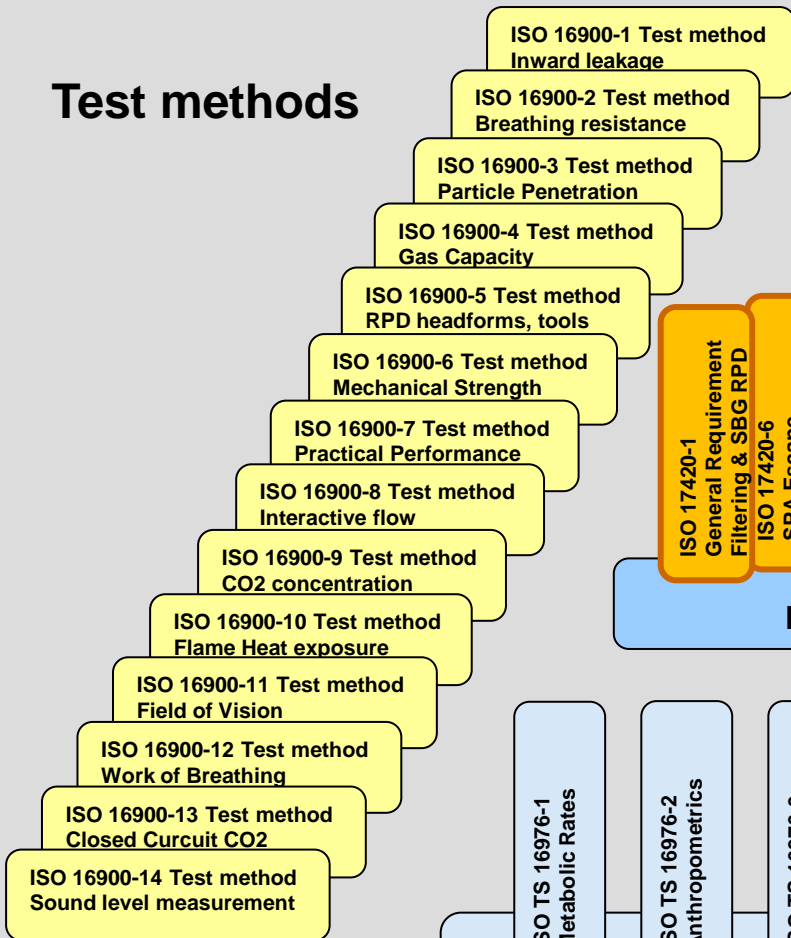 Test methods
ISO 16900-1 Test method
Inward leakage
ISO 16900-2 Test method
Breathing resistance
ISO 16900-3 Test method
Particle Penetration
ISO 16900-4 Test method
Gas Capacity
ISO 16900-5 Test method
RPD headforms, tools
ISO 16900-6 Test method
Mechanical Strength
ISO 16900-7 Test method
Practical Performance
ISO 16900-8 Test method
Interactive flow
ISO 16900-9 Test method
CO2 concentration
ISO 16900-10 Test method
Flame Heat exposure
ISO 16900-11 Test method
Field of Vision
ISO 16900-12 Test method
Work of Breathing
ISO 16900-13 Test method
Closed Curcuit CO2
ISO 16900-14 Test method
Sound level measurement
ISO 17420-1
General Requirement
Filtering & SBG RPD
ISO 17420-6
TS 16976-1
Rates
TS 16976-2